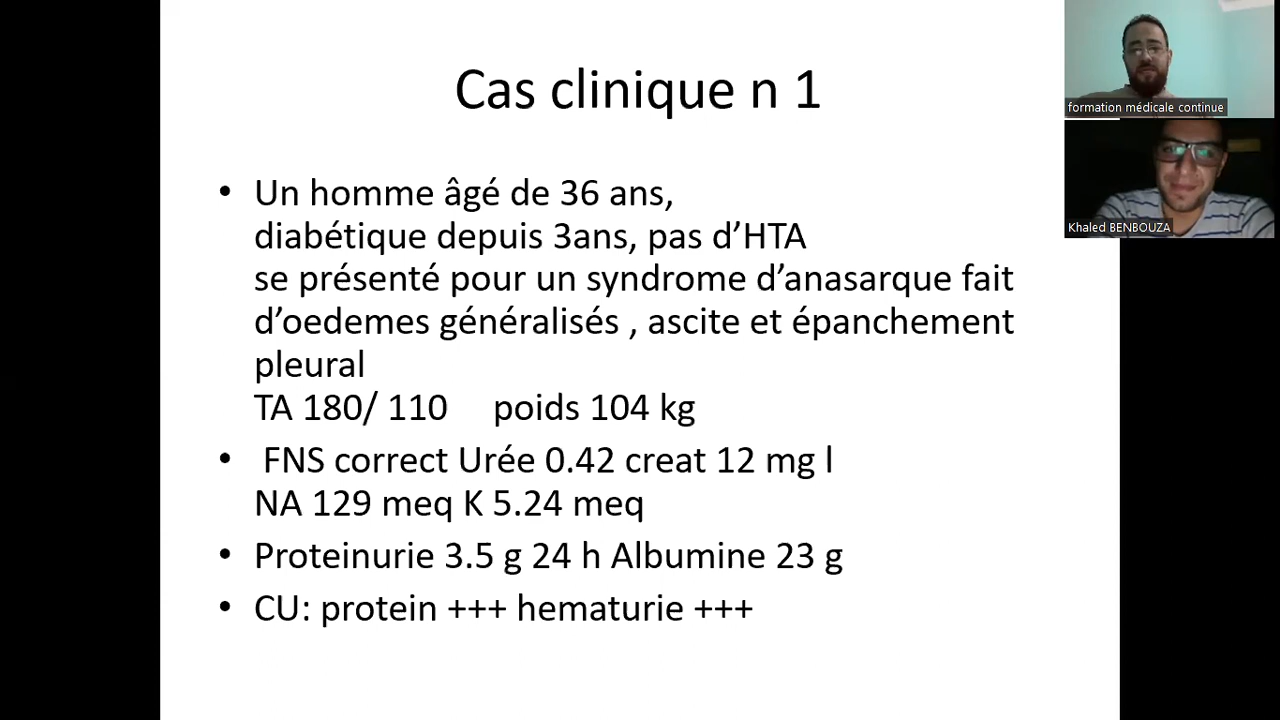 Cas clinique n 1
• Un homme âgé de 36 ans,
diabétique depuis 3ans, pas d’HTA
se présenté pour un syndrome d’anasarque fait
d’oedemes généralisés , ascite et épanchement
pleural
TA 180/ 110 poids 104 kg
• FNS correct Urée 0.42 creat 12 mg l
NA 129 meq K 5.24 meq
• Proteinurie 3.5 g 24 h Albumine 23 g
• CU: protein +++ hematurie +++
formation médicale continue
Khaled BENBOUZA